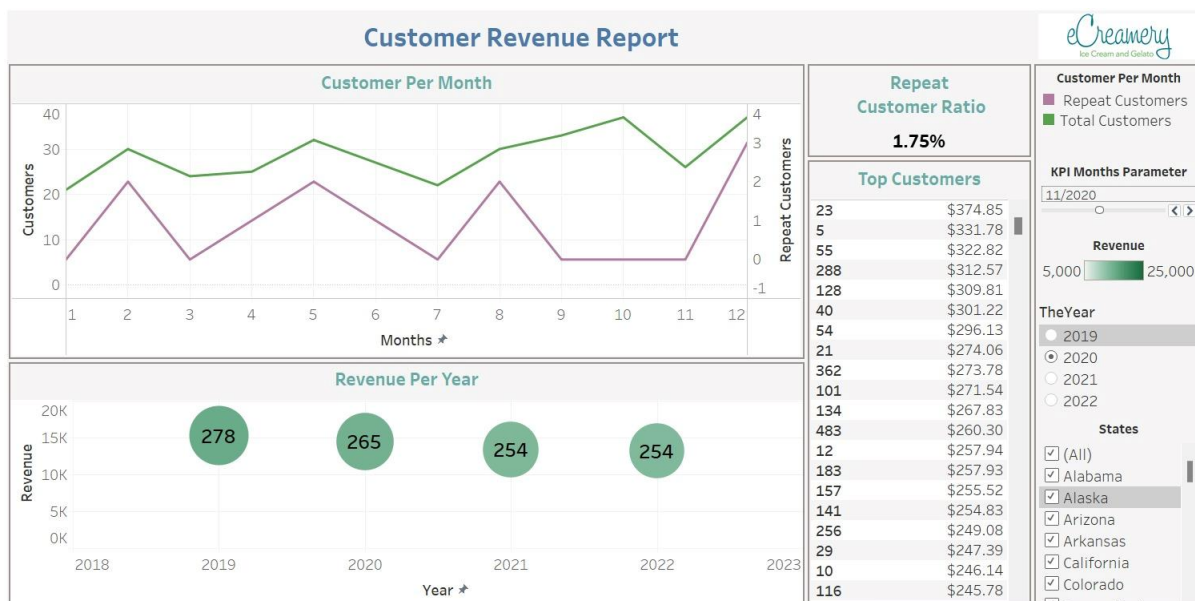 Customer Revenue Report
eCreamery
Ice Cream and Gelato
Customer Per Month
40
30
20
10
0
Customers
4
3
2
1
0
-1
Repeat Customers
1 2 3 4 5 6 7 8 9 10 11 12
Months
Revenue Per Year
20K
15K
10K
5K
0K
Revenue
278 265 254 254
2018 2019 2020 2021 2022 2023
Year
Repeat
Customer Ratio
1.75%
Top Customers
23 $374.85
5 $331.78
55 $322.82
288 $312.57
128 $309.81
40 $301.22
54 $296.13
21 $274.06
362 $273.78
101 $271.54
134 $267.83
483 $260.30
12 $257.94
183 $257.93
157 $255.52
141 $254.83
256 $249.08
29 $247.39
10 $246.14
116 $245.78
Customer Per Month
Repeat Customers
Total Customers
KPI Months Parameter
11/2020
Revenue
5,000 25,000
TheYear
2019
2020
2021
2022
States
(All)
Alabama
Alaska
Arizona
Arkansas
California
Colorado